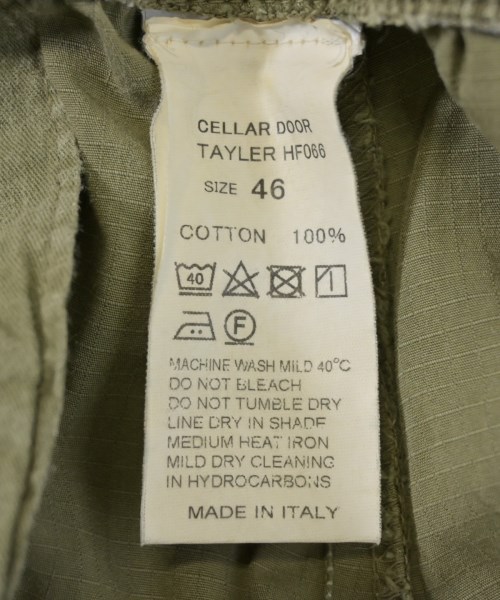 CELLAR DOOR
TAYLER HF066
SIZE 46
COTTON 100%
40
F
MACHINE WASH MILD 40°C
DO NOT BLEACH
DO NOT TUMBLE DRY
LINE DRY IN SHADE
MEDIUM HEAT IRON
MILD DRY CLEANING
IN HYDROCARBONS
MADE IN ITALY